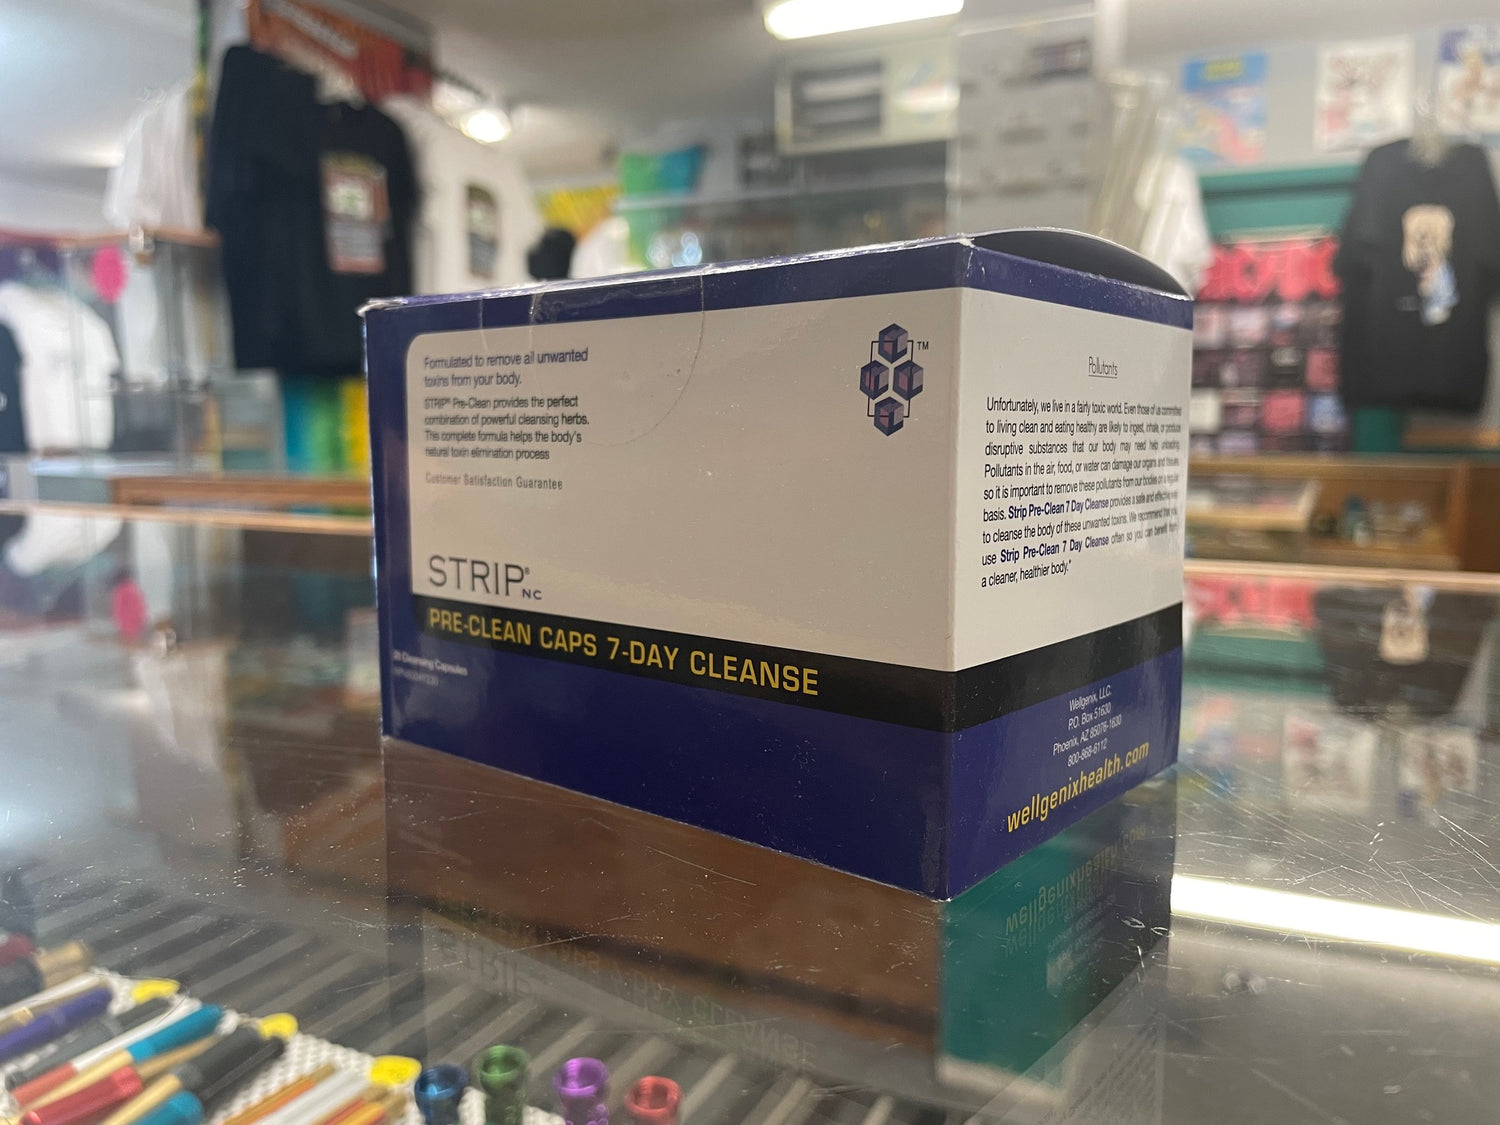 Formulated to remove all unwanted
toxins from your body.
STRIP® Pre-Clean provides the perfect
combination of powerful cleansing herbs.
This complete formula helps the body's
natural toxin elimination process
Customer Satisfaction Guarantee
STRIP®
NC
PRE-CLEAN CAPS 7-DAY CLEANSE
Cleansing Capsules
TM
Pollutants
Unfortunately, we live in a fairly toxic world. Even those of us committed
to living clean and eating healthy are likely to ingest, inhale, or produce
disruptive substances that our body may need help unloading.
Pollutants in the air, food, or water can damage our organs and tissues,
so it is important to remove these pollutants from our bodies on a regular
basis. Strip Pre-Clean 7 Day Cleanse provides a safe and effective way
to cleanse the body of these unwanted toxins. We recommend that you
use Strip Pre-Clean 7 Day Cleanse often so you can benefit from
a cleaner, healthier body.*
Wellgenix, LLC.
P.O. Box 51630
Phoenix, AZ 85076-1630
800-868-6112
wellgenixhealth.com